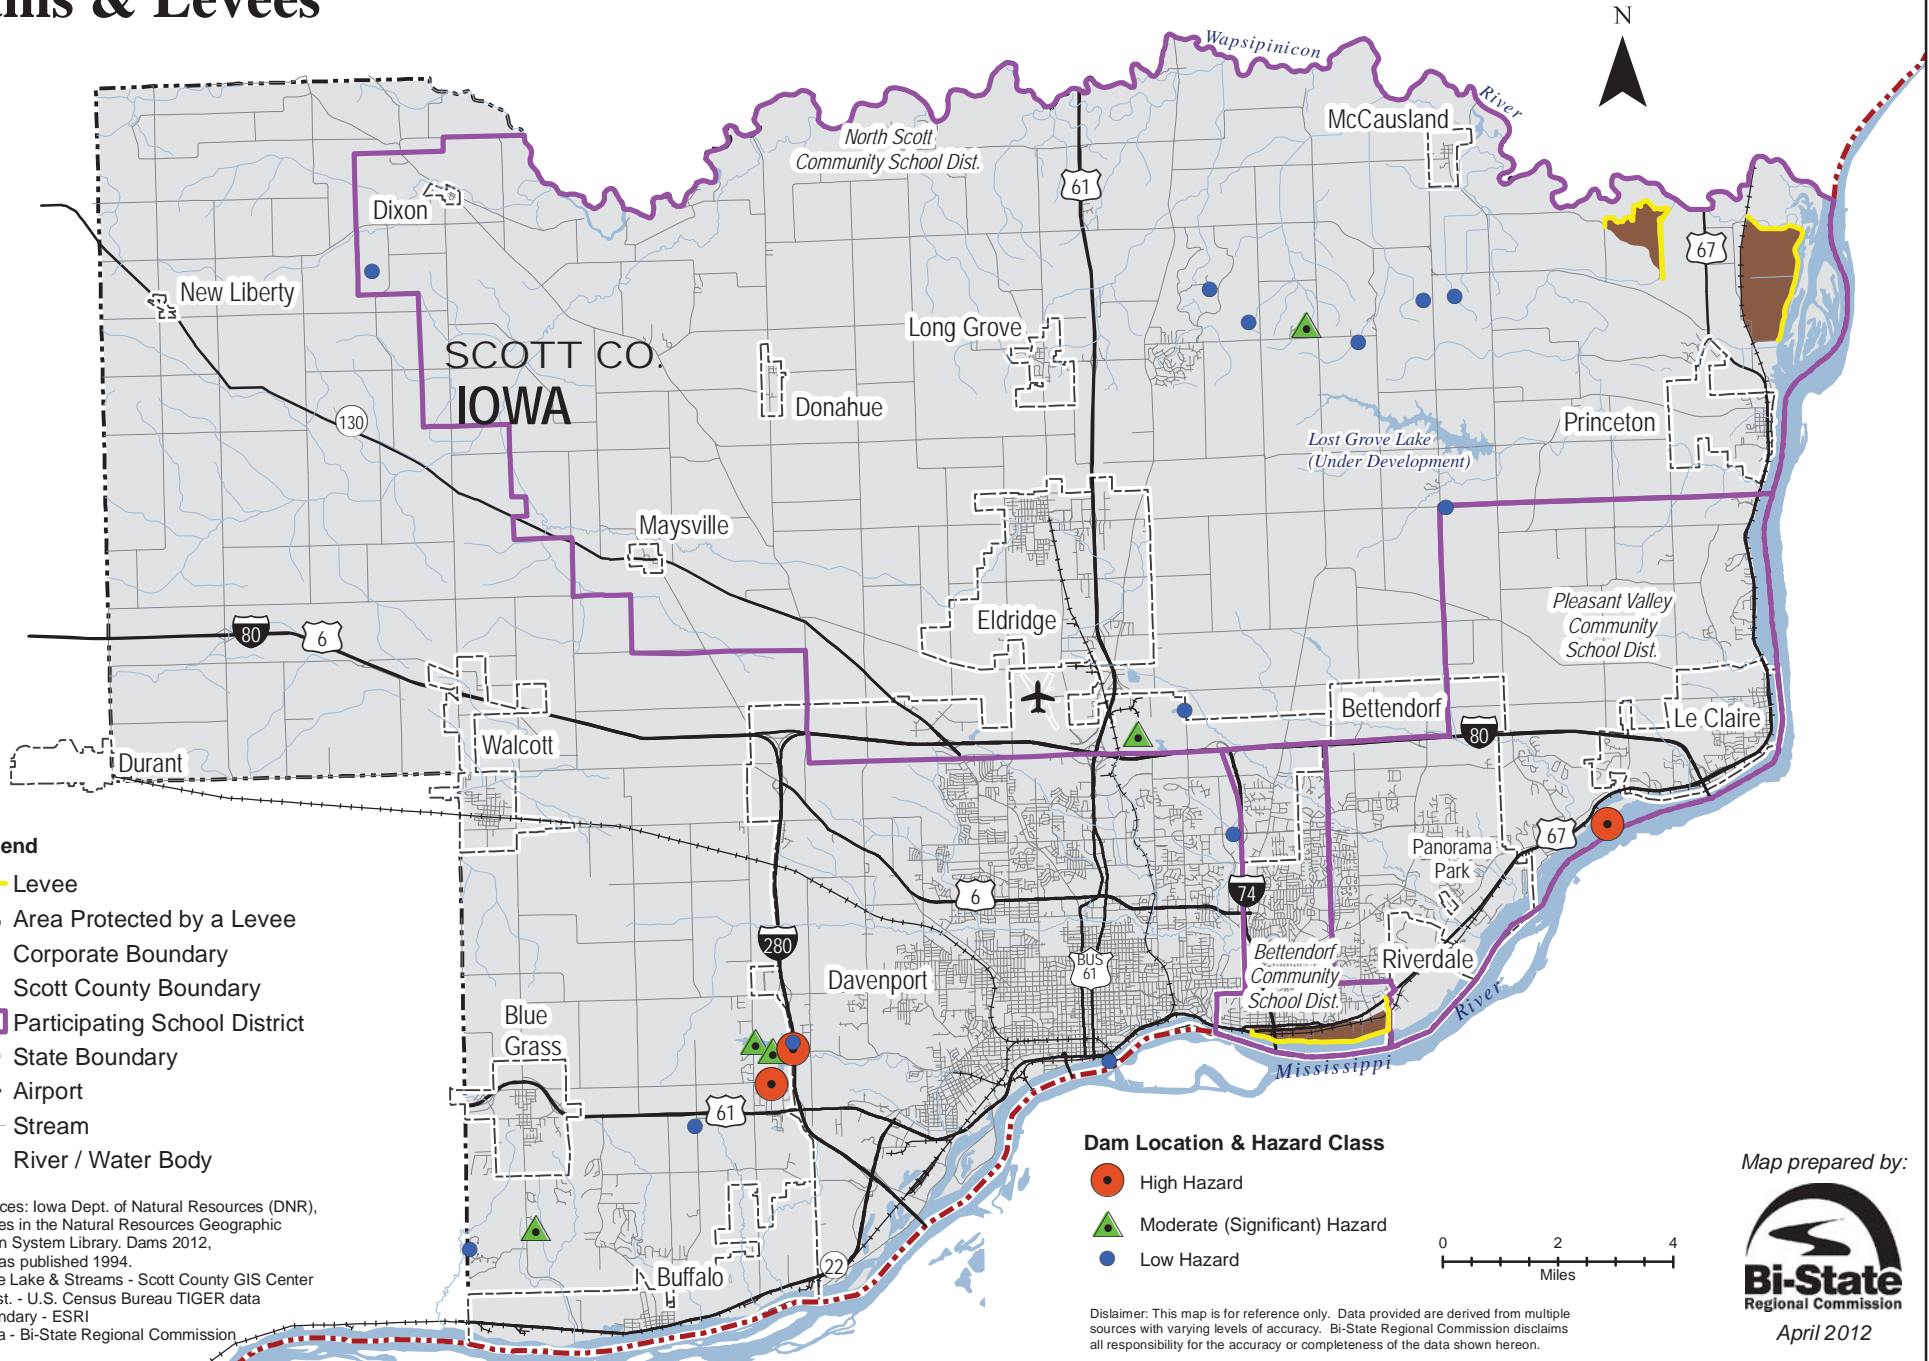 & Levees
N
Wapsipinicon
River
McCausland
North Scott
Community School Dist.
61
Dixon
67
New Liberty
Long Grove
SCOTT CO.
IOWA
Donahue
130
Princeton
Lost Grove Lake
(Under Development)
Maysville
Eldridge
Pleasant Valley
Community
School Dist.
80
6
Bettendorf
Le Claire
80
Walcott
Durant
67
Panorama
Park
6
74
280
BUS
61
Bettendorf
Community
School Dist.
Riverdale
Davenport
River
Mississippi
Blue
Grass
61
Buffalo
22
Levee
Area Protected by a Levee
Corporate Boundary
Scott County Boundary
Participating School District
State Boundary
Airport
Stream
River / Water Body
Iowa Dept. of Natural Resources (DNR),
in the Natural Resources Geographic
System Library. Dams 2012,
published 1994.
Lake & Streams - Scott County GIS Center
- U.S. Census Bureau TIGER data
- ESRI
- Bi-State Regional Commission
Dam Location & Hazard Class
High Hazard
Moderate (Significant) Hazard
Low Hazard
0 2 4
Miles
Dislaimer: This map is for reference only. Data provided are derived from multiple
sources with varying levels of accuracy. Bi-State Regional Commission disclaims
all responsibility for the accuracy or completeness of the data shown hereon.
Map prepared by:
Bi-State
Regional Commission
April 2012